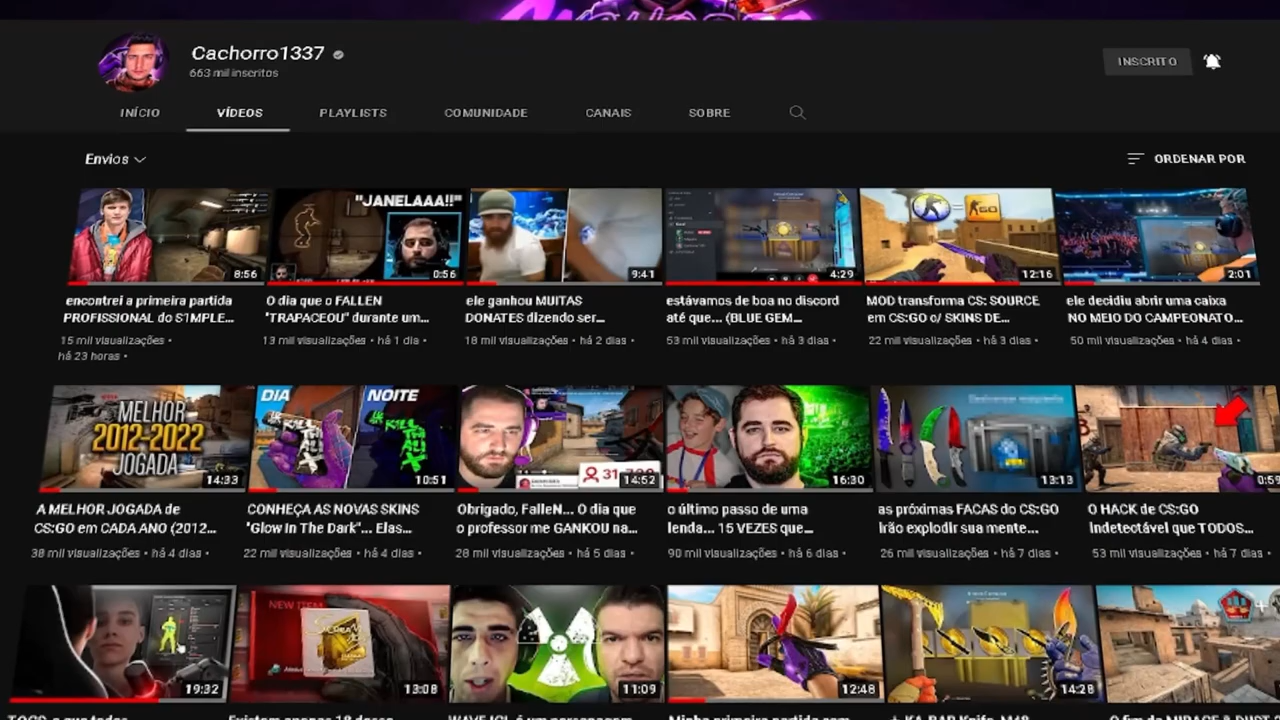 Cachorro1337
663 mil inscritos
INSCRITO
INÍCIO
VÍDEOS
PLAYLISTS
COMUNIDADE
CANAIS
SOBRE
Envios
ORDENAR POR
8:56
"JANELAAA!!"
0:56
9:41
4:29
GO
12:16
2:01
encontrei a primeira partida
PROFISSIONAL do S1MPLE...
15 mil visualizações •
há 23 horas •
O dia que o FALLEN
"TRAPACEOU" durante um...
13 mil visualizações • há 1 dia •
ele ganhou MUITAS
DONATES dizendo ser...
18 mil visualizações • há 2 dias •
estávamos de boa no discord
até que... (BLUE GEM...
53 mil visualizações • há 3 dias •
MOD transforma CS: SOURCE
em CS:GO c/ SKINS DE...
22 mil visualizações • há 3 dias •
ele decidiu abrir uma caixa
NO MEIO DO CAMPEONATO...
50 mil visualizações • há 4 dias •
MELHOR
2012-2022
JOGADA
14:33
DIA
NOITE
10:51
14:52
16:30
13:13
0:59
A MELHOR JOGADA de
CS:GO em CADA ANO (2012...
38 mil visualizações • há 4 dias •
CONHEÇA AS NOVAS SKINS
"Glow In The Dark"... Elas...
22 mil visualizações • há 4 dias •
Obrigado, FalleN... O dia que
o professor me GANKOU na...
28 mil visualizações • há 5 dias •
o último passo de uma
lenda... 15 VEZES que...
90 mil visualizações • há 6 dias •
as próximas FACAS do CS:GO
irão explodir sua mente...
26 mil visualizações • há 7 dias •
O HACK de CS:GO
indetectável que TODOS...
53 mil visualizações • há 7 dias •
19:32
NEW ITEM
13:08
11:09
12:48
14:28